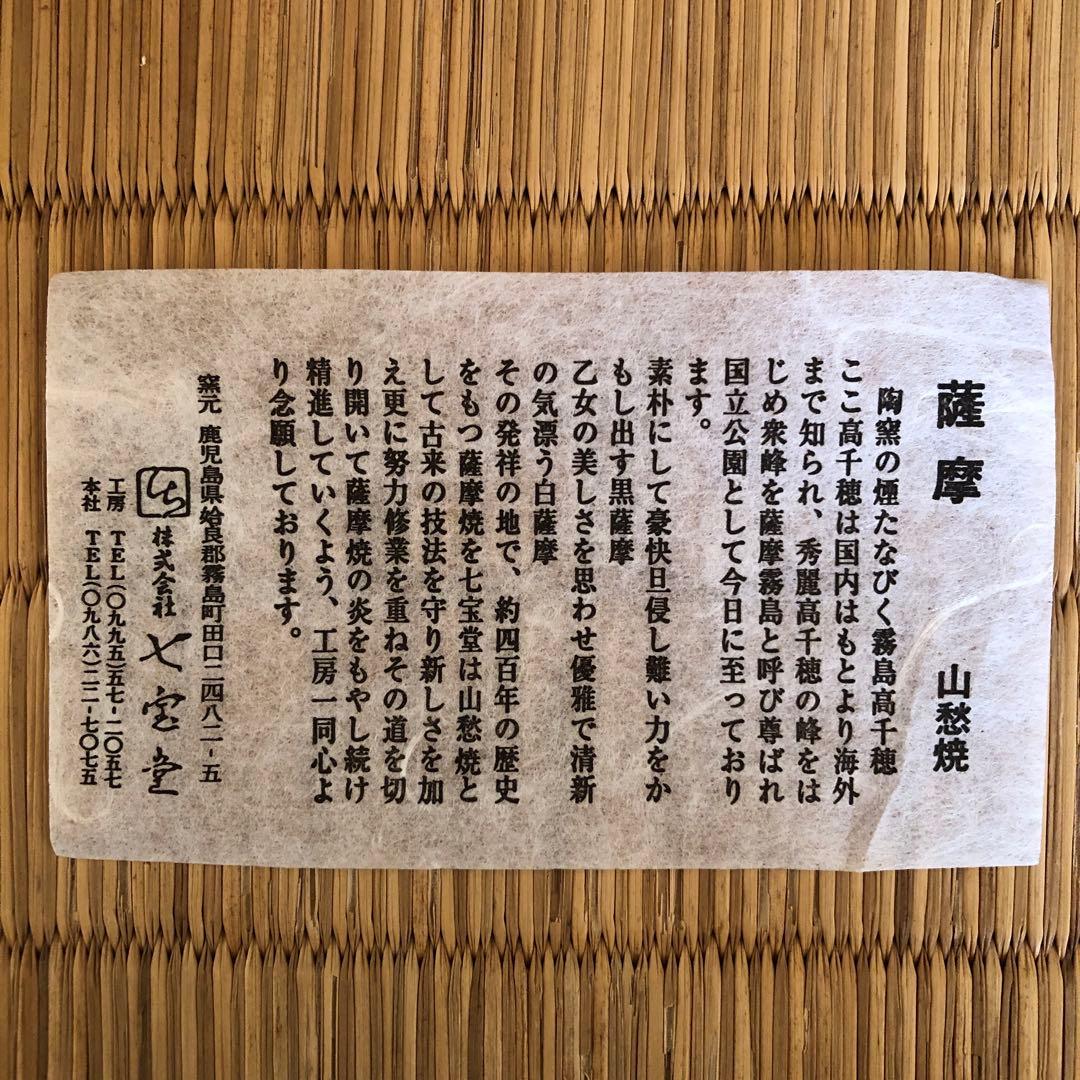 薩摩　山愁焼
陶窯の煙たなびく霧島高千穂
ここ高千穂は国内はもとより海外
まで知られ、秀麗高千穂の峰をは
じめ衆峰を薩摩霧島と呼び尊ばれ
国立公園として今日に至っており
ます。
素朴にして豪快旦侵し難い力をか
もし出す黒薩摩
乙女の美しさを思わせ優雅で清新
の気漂う白薩摩
その発祥の地で、約四百年の歴史
をもつ薩摩焼を七宝堂は山愁焼と
して古来の技法を守り新しさを加
え更に努力修業を重ねその道を切
り開いて薩摩焼の炎をもやし続け
精進していくよう、工房一同心よ
り念願しております。
窯元 鹿児島県姶良郡霧島町田口二四八二-五
株式会社 七宝堂
工房 TEL(〇九九五)五七-二〇五七
本社 TEL(〇九八六)二二-七〇七五